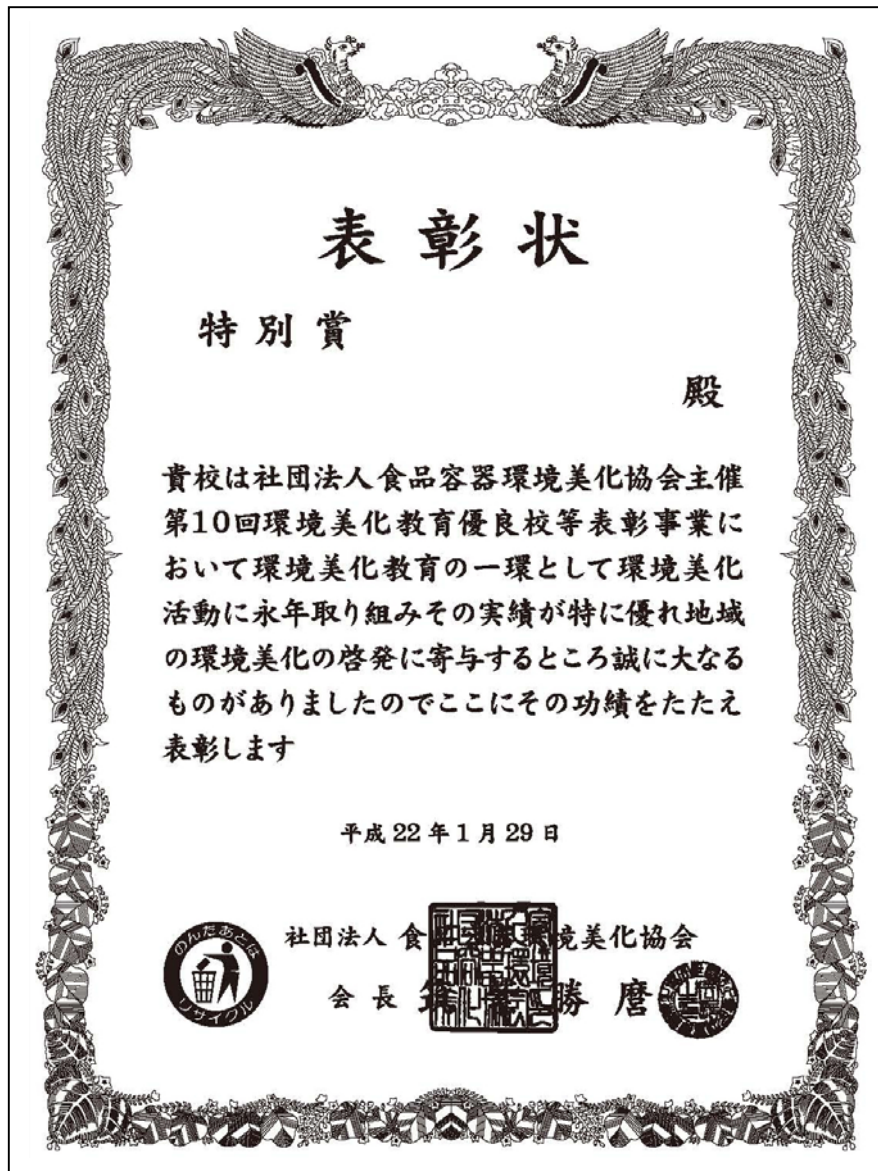 表彰状
特別賞
殿
貴校は社団法人食品容器環境美化協会主催
第10回環境美化教育優良校等表彰事業に
おいて環境美化教育の一環として環境美化
活動に永年取り組みその実績が特に優れ地域
の環境美化の啓発に寄与するところ誠に大なる
ものがありましたのでここにその功績をたたえ
表彰します
平成22年1月29日
のんだあとは
リサイクル
社団法人 食品容器環境美化協会
会長 勝麿